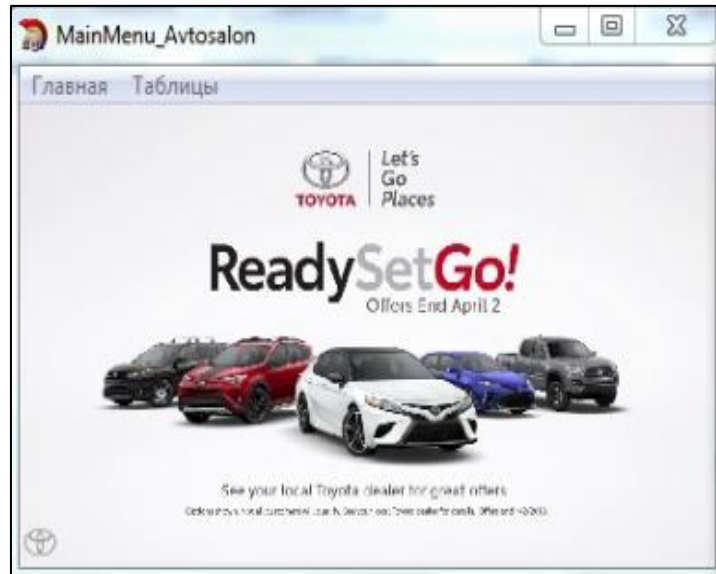 MainMenu_Avtosalon
Главная Таблицы
TOYOTA
Let's
Go
Places
ReadySetGo!
Offers End April 2
See your local Toyota dealer for great offers